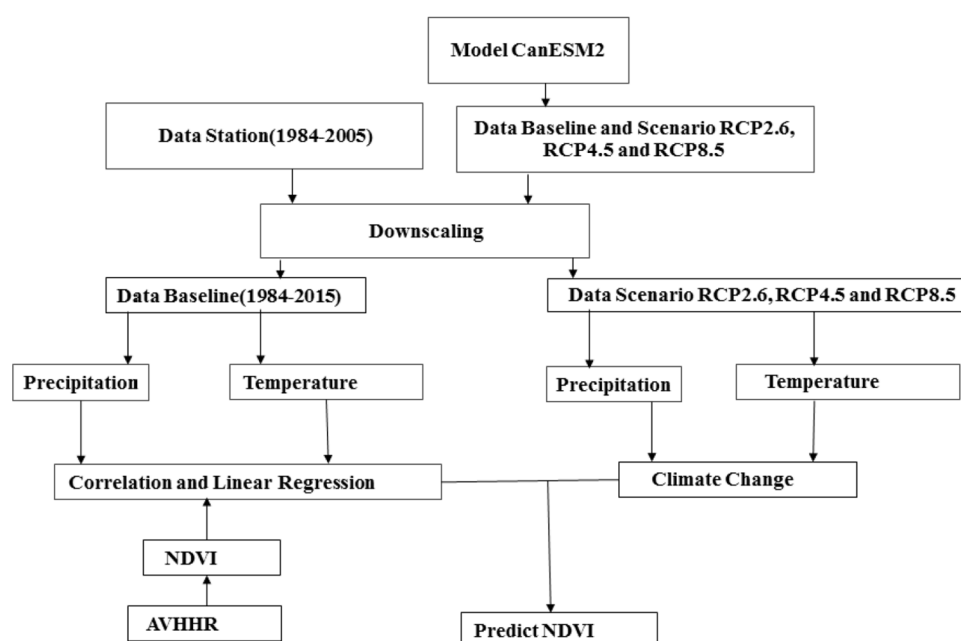 Model CanESM2
Data Station(1984-2005)
Data Baseline and Scenario RCP2.6,
RCP4.5 and RCP8.5
Downscaling
Data Baseline(1984-2015)
Data Scenario RCP2.6, RCP4.5 and RCP8.5
Precipitation
Temperature
Precipitation
Temperature
Correlation and Linear Regression
Climate Change
NDVI
AVHHR
Predict NDVI